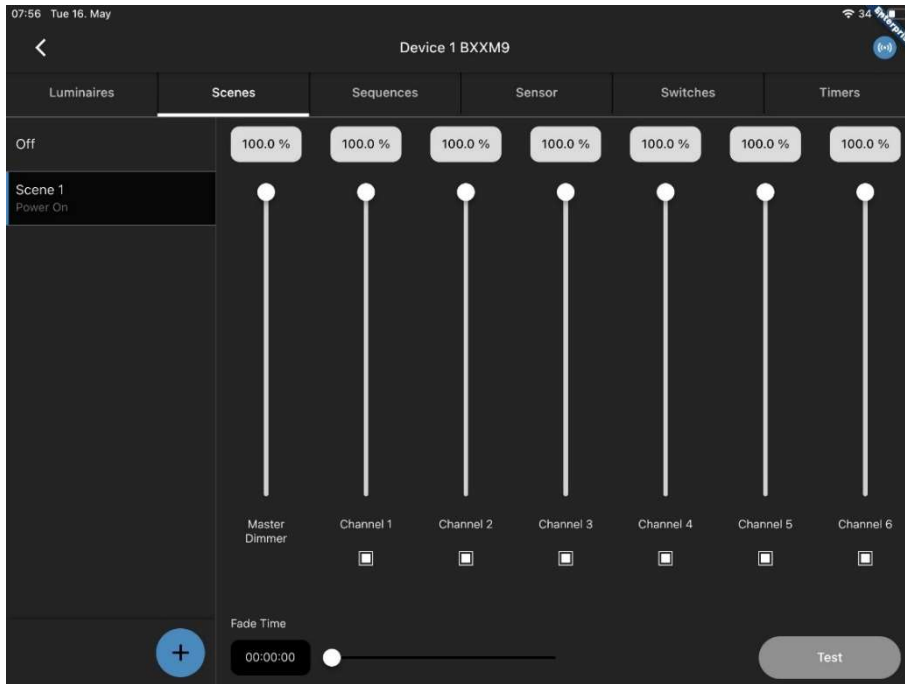 07:56 Tue 16. May
34
Device 1 BXXM9
Luminaires Scenes Sequences Sensor Switches Timers
Off
Scene 1
Power On
100.0 % 100.0 % 100.0 % 100.0 % 100.0 % 100.0 % 100.0 %
Master
Dimmer
Channel 1 Channel 2 Channel 3 Channel 4 Channel 5 Channel 6
Fade Time
00:00:00
+
Test